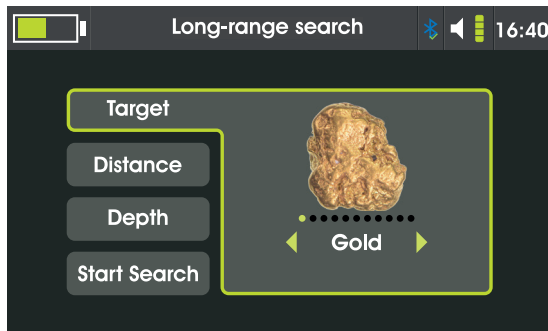 Long-range search
16:40
Target
Distance
Depth
Start Search
Gold